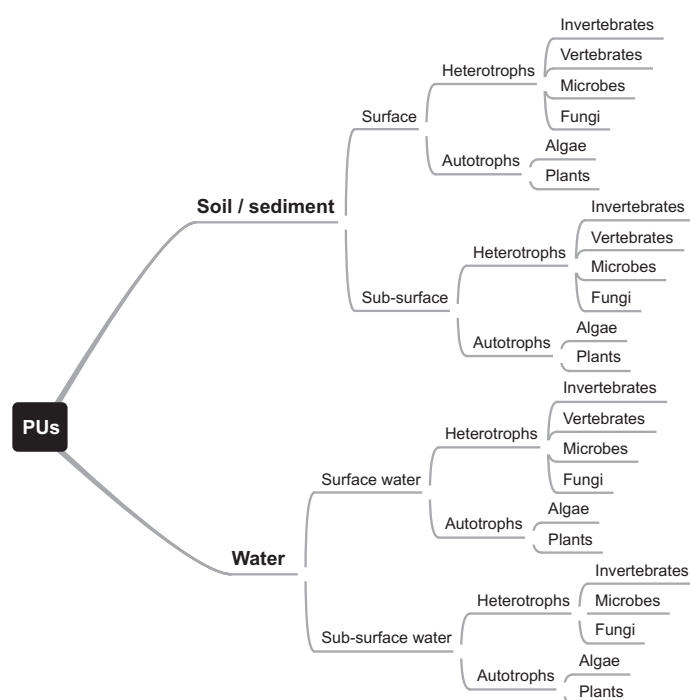 Invertebrates
Vertebrates
Heterotrophs
Microbes
Surface
Fungi
Algae
Autotrophs
Plants
Soil / sediment
Invertebrates
Vertebrates
Heterotrophs
Microbes
Sub-surface
Fungi
Algae
Autotrophs
Plants
PUs
Invertebrates
Vertebrates
Heterotrophs
Microbes
Surface water
Fungi
Algae
Autotrophs
Plants
Water
Invertebrates
Heterotrophs
Microbes
Fungi
Sub-surface water
Algae
Autotrophs
Plants